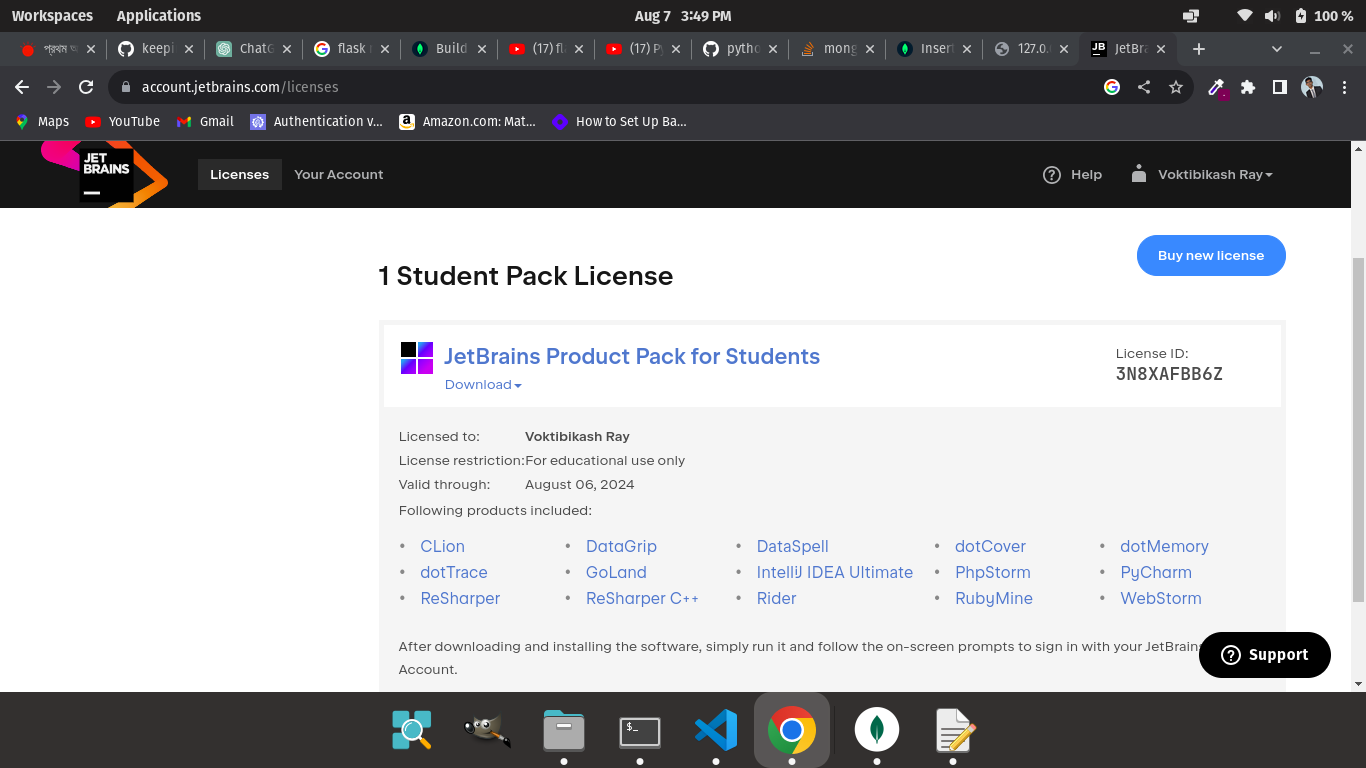 Workspaces Applications Aug 7 3:49 PM 100 %
প্রথম keepi ChatG flask Build (17) fl (17) P pytho mong Insert 127.0. JetBra
account.jetbrains.com/licenses
Maps YouTube Gmail Authentication v... Amazon.com: Mat... How to Set Up Ba...
JET
BRAINS
Licenses Your Account Help Voktibikash Ray
Buy new license
1 Student Pack License
JetBrains Product Pack for Students
Download
License ID:
3N8XAFBB6Z
Licensed to: Voktibikash Ray
License restriction: For educational use only
Valid through: August 06, 2024
Following products included:
• CLion • DataGrip • DataSpell • dotCover • dotMemory
• dotTrace • GoLand • IntelliJ IDEA Ultimate • PhpStorm • PyCharm
• ReSharper • ReSharper C++ • Rider • RubyMine • WebStorm
After downloading and installing the software, simply run it and follow the on-screen prompts to sign in with your JetBrains
Account.
Support